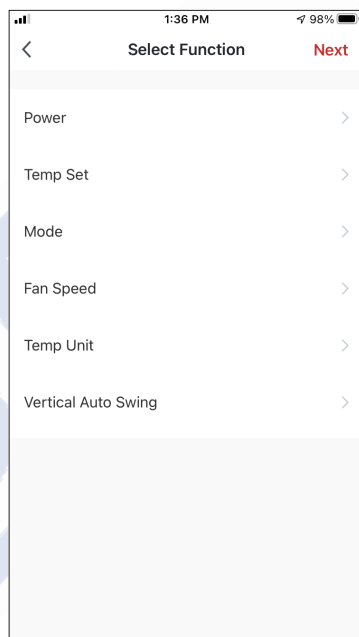 1:36 PM 98%
Select Function Next
Power
Temp Set
Mode
Fan Speed
Temp Unit
Vertical Auto Swing